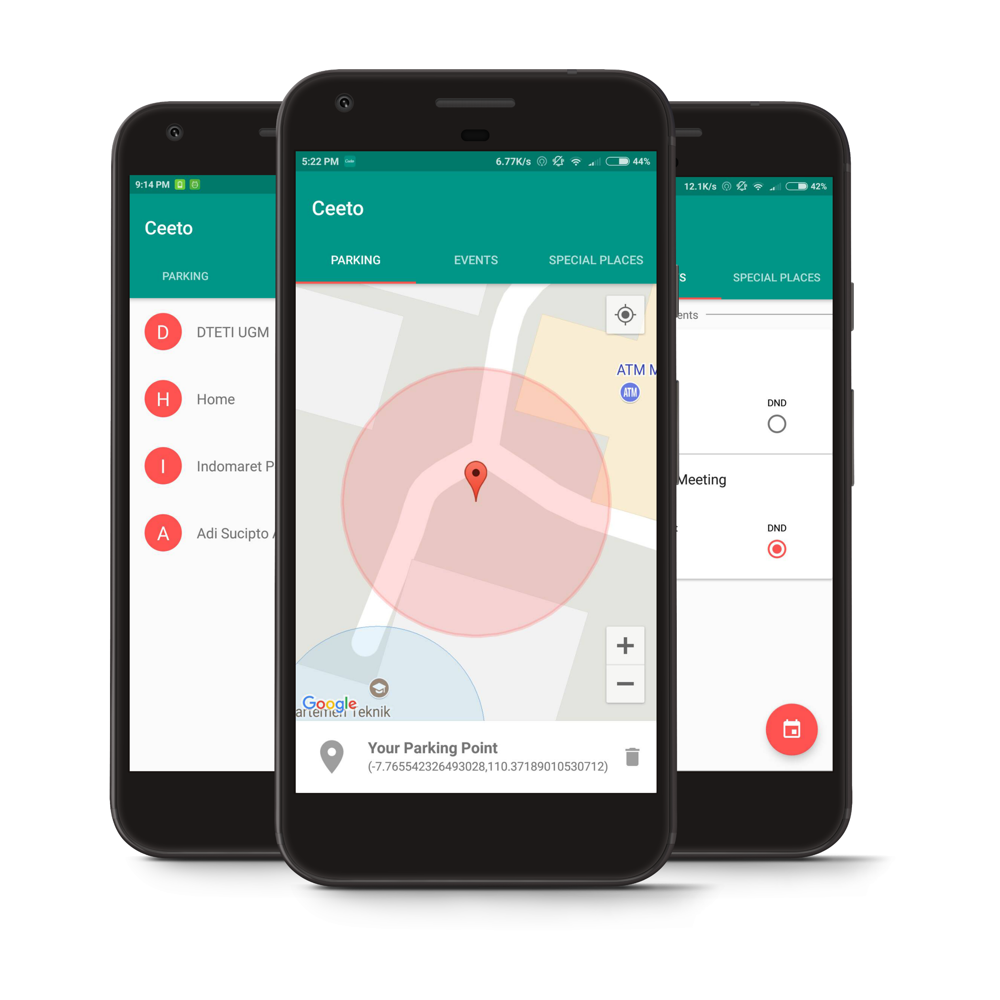 9:14 PM
Ceeto
PARKING
D DTETI UGM
H Home
I Indomaret P
A Adi Sucipto
5:22 PM Ceeto 6.77K/s 44%
Ceeto
PARKING EVENTS SPECIAL PLACES
ATM M
ATM
Google
artemen Teknik
Your Parking Point
(-7.765542326493028,110.37189010530712)
12.1K/s 42%
S SPECIAL PLACES
ents
DND
Meeting
DND